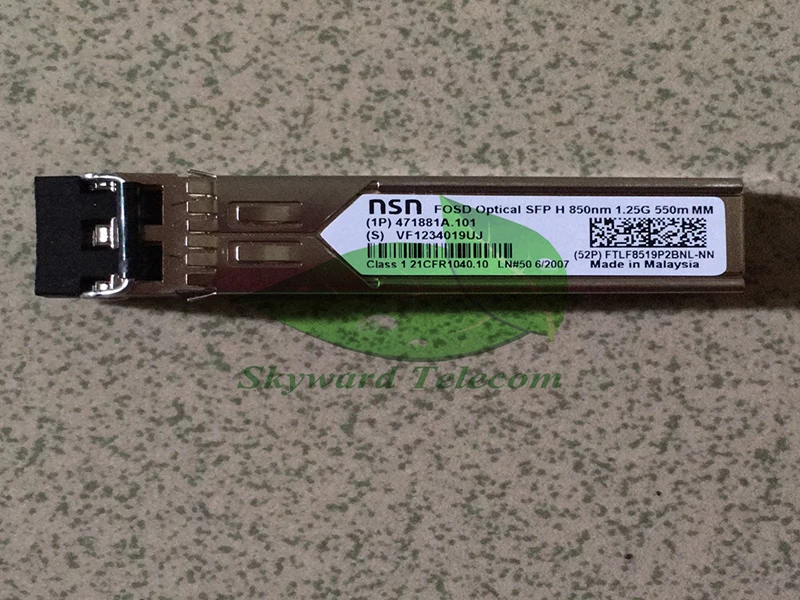 nsn FOSD Optical SFP H 850nm 1.25G 550m MM
(1P) 471881A.101
(S) VF1234019UJ
(52P) FTLF8519P2BNL-NN
Class 1 21CFR1040.10 LN#50 6/2007 Made in Malaysia
Skyward Telecom